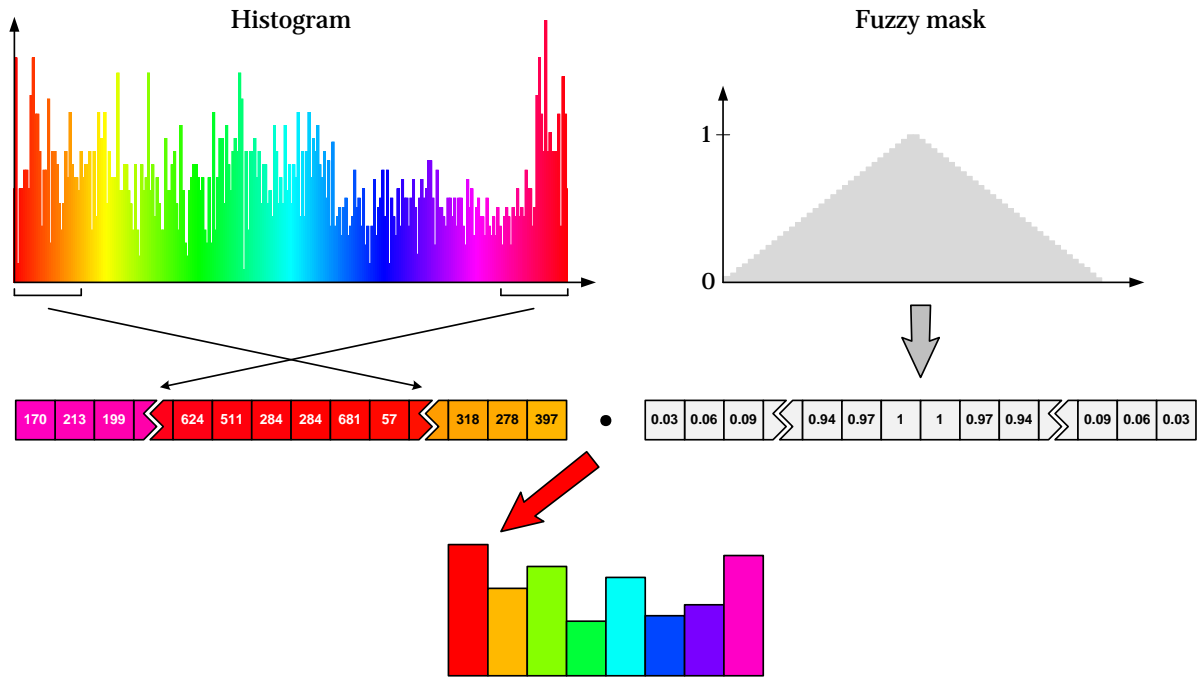 Histogram
Fuzzy mask
1
0
170 213 199 624 511 284 284 681 57 318 278 397
0.03 0.06 0.09 0.94 0.97 1 1 0.97 0.94 0.09 0.06 0.03